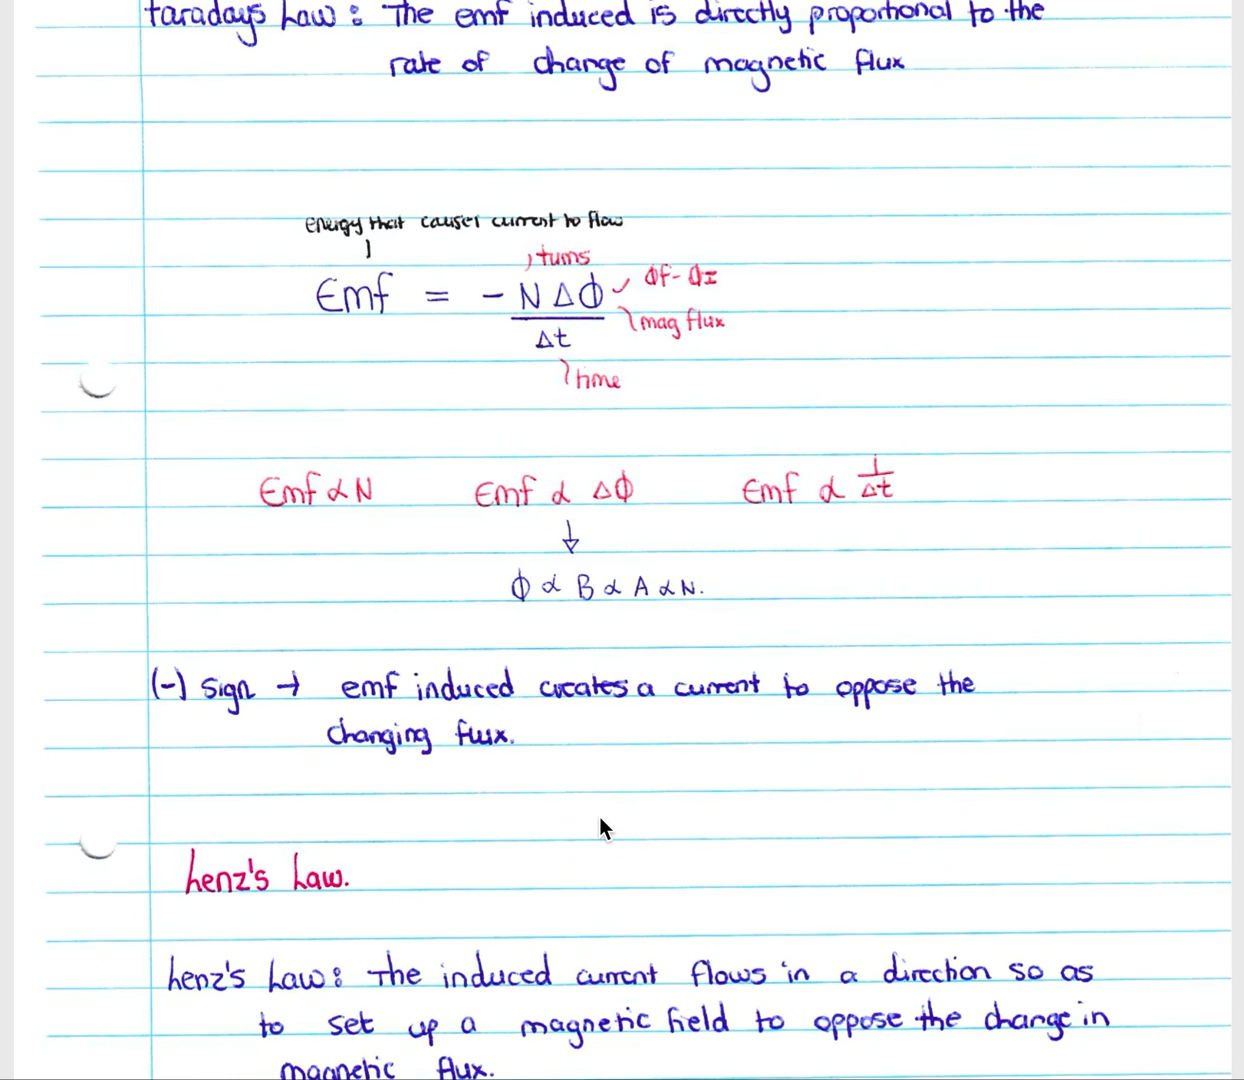 Faradays Law : The emf induced is directly proportional to the
rate of change of magnetic flux
energy that causes current to flow
turns
Emf = - N ΔΦ / Δt
Φf - Φi
mag flux
time
Emf ∝ N Emf ∝ ΔΦ Emf ∝ 1/Δt
↓
Φ ∝ B ∝ A ∝ N.
(-) sign → emf induced creates a current to oppose the
changing flux.
Lenz's Law.
Lenz's Law : The induced current flows in a direction so as
to set up a magnetic field to oppose the change in
magnetic flux.